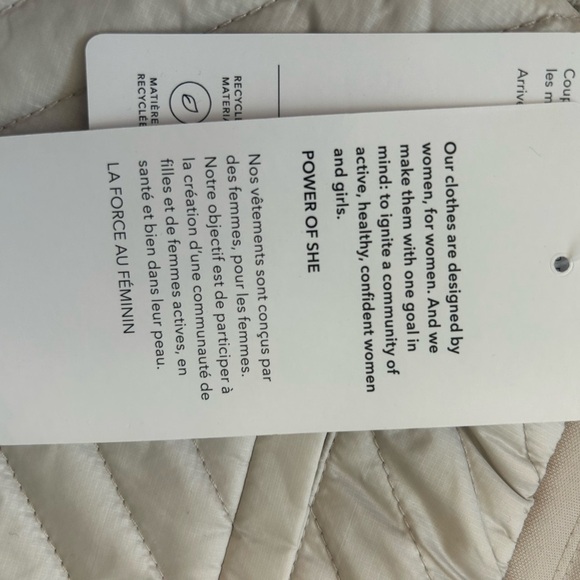 Our clothes are designed by
women, for women. And we
make them with one goal in
mind: to ignite a community of
active, healthy, confident women
and girls.
POWER OF SHE
Nos vêtements sont conçus par
des femmes, pour les femmes.
Notre objectif est de participer à
la création d'une communauté de
filles et de femmes actives, en
santé et bien dans leur peau.
LA FORCE AU FÉMININ
les m
MATIÈRE